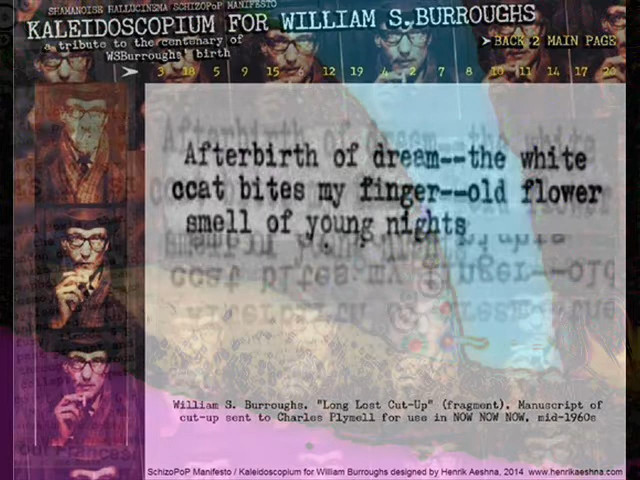 SHAMANOISE HALLUCINEMA SCHIZOPoP MANIFESTO
KALEIDOSCOPIUM FOR WILLIAM S.BURROUGHS
a tribute to the centenary of
WSBurroughs' birth
BACK 2 MAIN PAGE
3 18 5 9 15 6 12 19 4 2 7 8 10 11 14 17 20
Afterbirth of dream--the white
coat bites my finger--old flower
smell of young nights
William S. Burroughs. "Long Lost Cut-Up" (fragment). Manuscript of
cut-up sent to Charles Plymell for use in NOW NOW NOW, mid-1960s
SchizoPoP Manifesto / Kaleidoscopium for William Burroughs designed by Henrik Aeshna, 2014 www.henrikaeshna.com